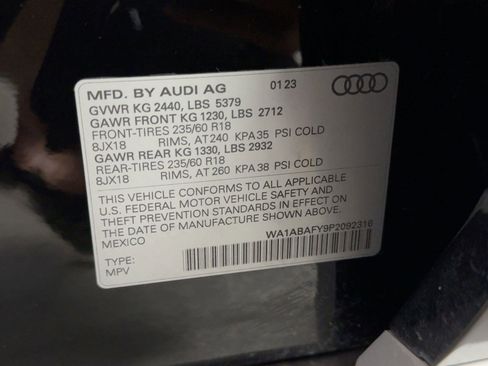 MFD. BY AUDI AG 01 23
GVWR KG 2440, LBS 5379
GAWR FRONT KG 1230, LBS 2712
FRONT-TIRES 235/60 R18
8JX18 RIMS, AT 240 KPA 35 PSI COLD
GAWR REAR KG 1330, LBS 2932
REAR-TIRES 235/60 R18
8JX18 RIMS, AT 260 KPA 38 PSI COLD
THIS VEHICLE CONFORMS TO ALL APPLICABLE
U.S. FEDERAL MOTOR VEHICLE SAFETY AND
THEFT PREVENTION STANDARDS IN EFFECT ON
THE DATE OF MANUFACTURE SHOWN ABOVE.
MEXICO
WA1ABAFY9P2092316
TYPE:
MPV